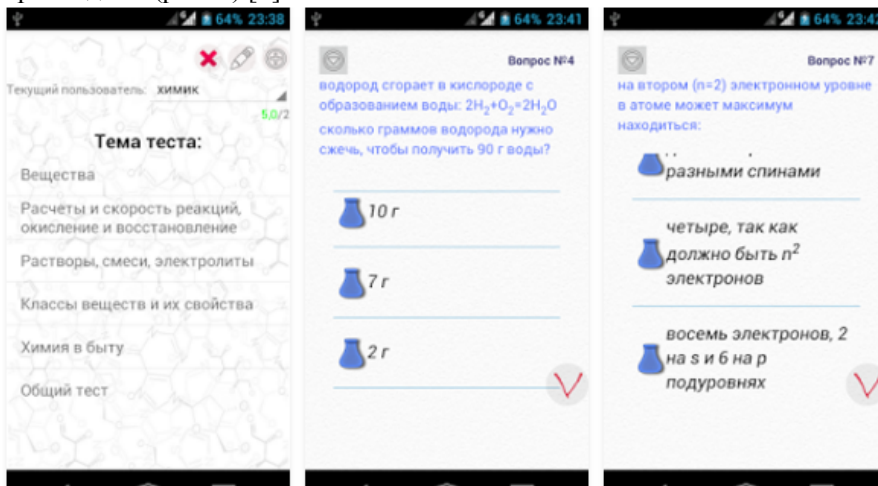 64% 23:38
Текущий пользователь: химик
5,0/2
Тема теста:
Вещества
Расчеты и скорость реакций,
окисление и восстановление
Растворы, смеси, электролиты
Классы веществ и их свойства
Химия в быту
Общий тест
64% 23:41
Вопрос №4
водород сгорает в кислороде с
образованием воды: 2H₂+O₂=2H₂O
сколько граммов водорода нужно
сжечь, чтобы получить 90 г воды?
10 г
7 г
2 г
64% 23:42
Вопрос №7
на втором (n=2) электронном уровне
в атоме может максимум
находиться:
разными спинами
четыре, так как
должно быть n²
электронов
восемь электронов, 2
на s и 6 на p
подуровнях